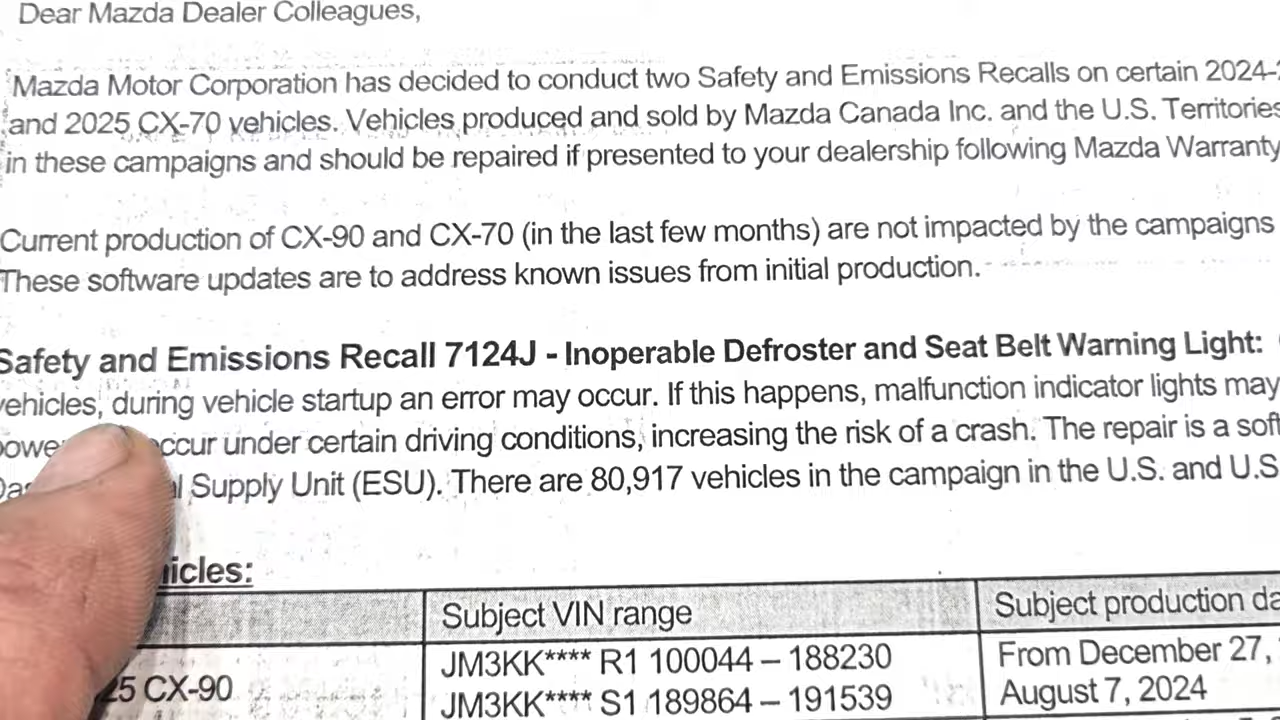 Dear Mazda Dealer Colleagues,
Mazda Motor Corporation has decided to conduct two Safety and Emissions Recalls on certain 2024-
and 2025 CX-70 vehicles. Vehicles produced and sold by Mazda Canada Inc. and the U.S. Territories
in these campaigns and should be repaired if presented to your dealership following Mazda Warranty
Current production of CX-90 and CX-70 (in the last few months) are not impacted by the campaigns
These software updates are to address known issues from initial production.
Safety and Emissions Recall 7124J - Inoperable Defroster and Seat Belt Warning Light:
vehicles, during vehicle startup an error may occur. If this happens, malfunction indicator lights may
powe occur under certain driving conditions, increasing the risk of a crash. The repair is a sof
Supply Unit (ESU). There are 80,917 vehicles in the campaign in the U.S. and U.S
icles:
Subject VIN range
Subject production da
25 CX-90
JM3KK**** R1 100044 – 188230
JM3KK**** S1 189864 – 191539
From December 27,
August 7, 2024